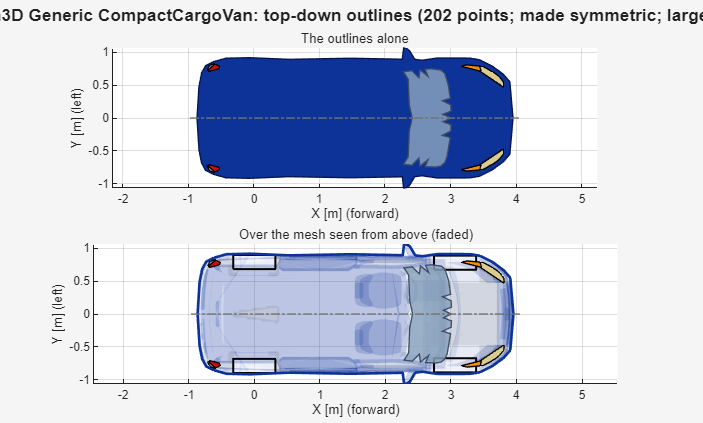 3D Generic CompactCargoVan: top-down outlines (202 points; made symmetric; large
The outlines alone
1
0.5
0
-0.5
-1
Y [m] (left)
-2 -1 0 1 2 3 4 5
X [m] (forward)
Over the mesh seen from above (faded)
1
0.5
0
-0.5
-1
Y [m] (left)
-2 -1 0 1 2 3 4 5
X [m] (forward)